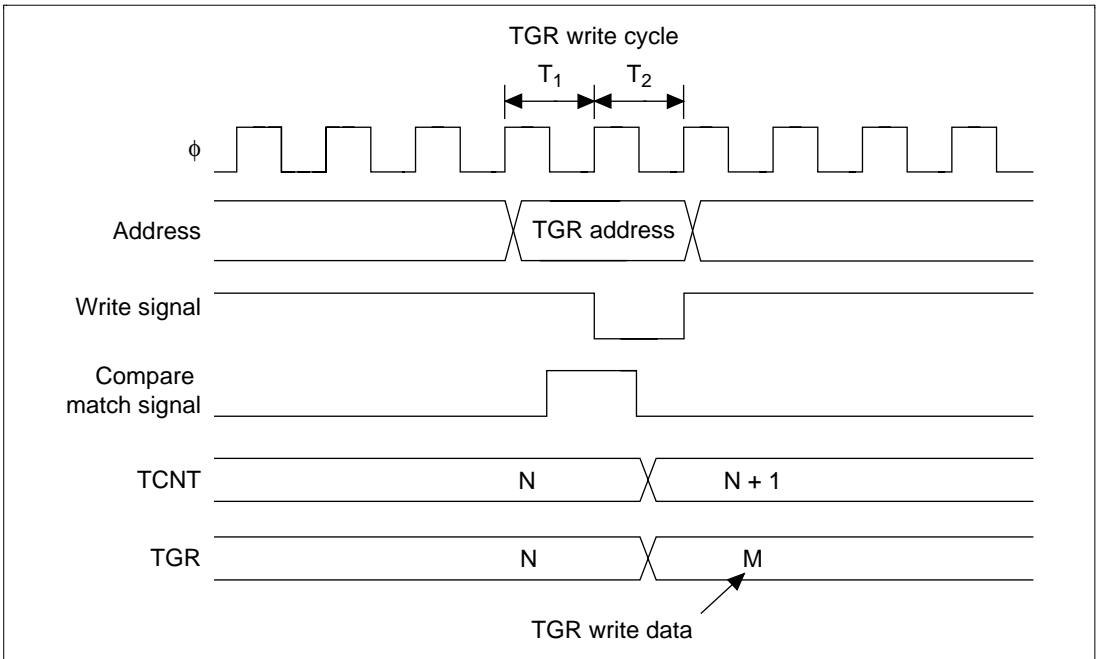 TGR write cycle
T1 T2
ϕ
Address
TGR address
Write signal
Compare
match signal
TCNT
N
N + 1
TGR
N
M
TGR write data